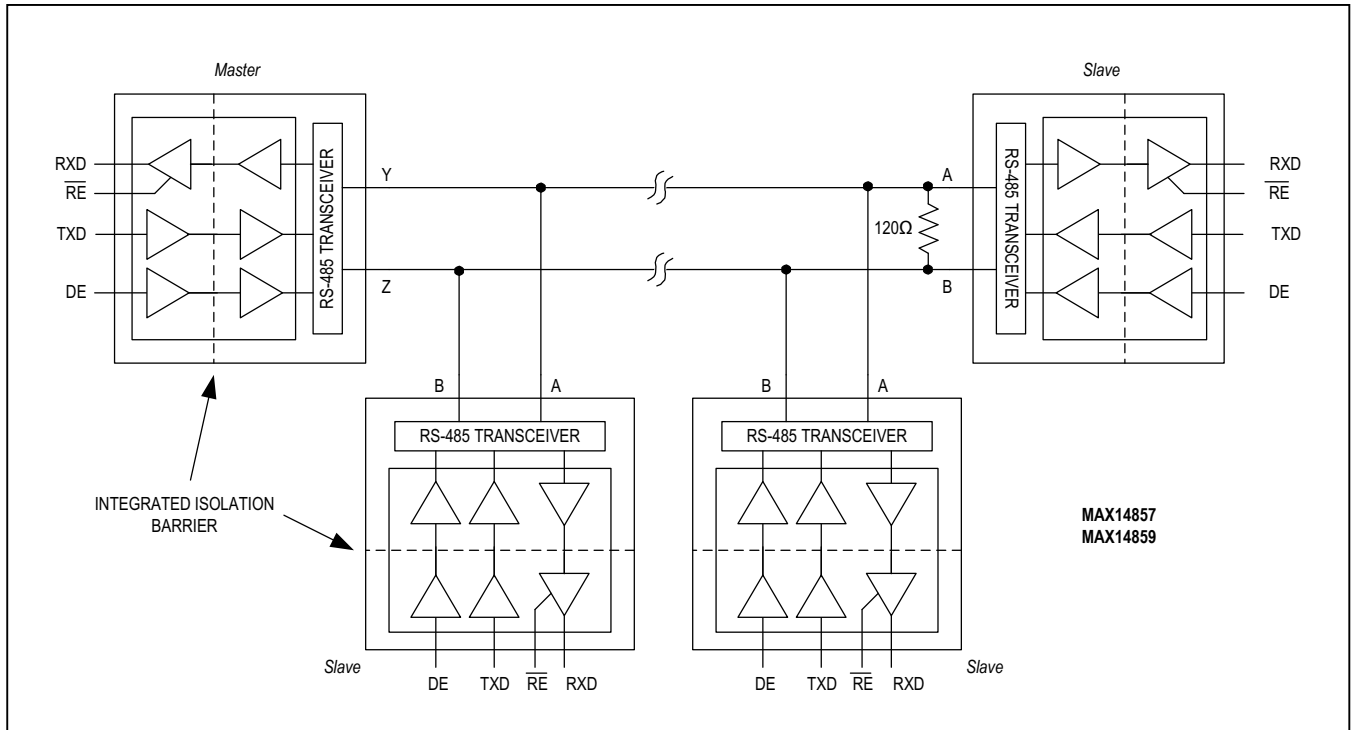 Master
Slave
RXD
RE
TXD
DE
RS-485 TRANSCEIVER
Y
Z
A
120Ω
B
RS-485 TRANSCEIVER
RXD
RE
TXD
DE
B A
B A
RS-485 TRANSCEIVER
RS-485 TRANSCEIVER
INTEGRATED ISOLATION
BARRIER
MAX14857
MAX14859
Slave
DE TXD RE RXD
DE TXD RE RXD
Slave